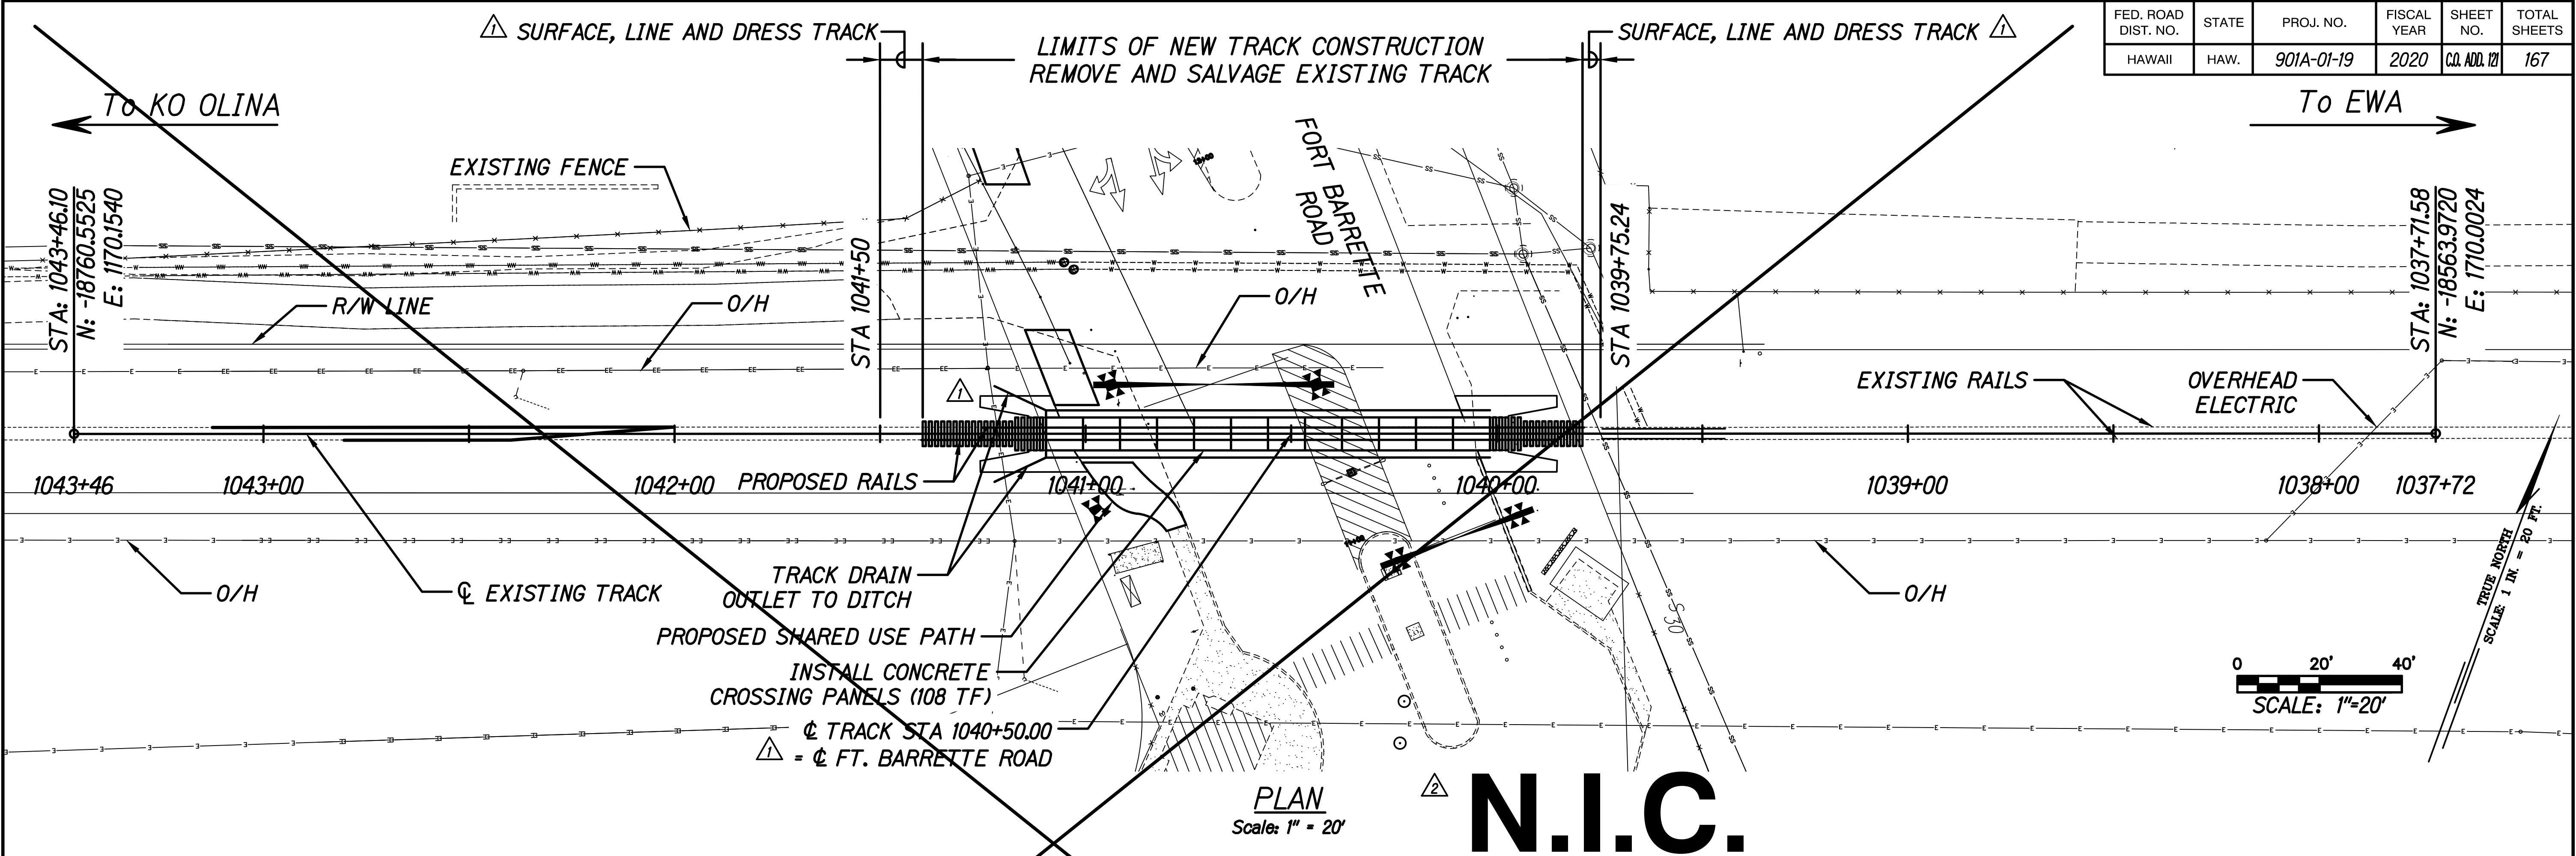 FED. ROAD DIST. NO. STATE PROJ. NO. FISCAL YEAR SHEET NO. TOTAL SHEETS
HAWAII HAW. 901A-01-19 2020 C.O. ADD. 121 167
1 SURFACE, LINE AND DRESS TRACK
LIMITS OF NEW TRACK CONSTRUCTION
REMOVE AND SALVAGE EXISTING TRACK
SURFACE, LINE AND DRESS TRACK 1
To KO OLINA
To EWA
EXISTING FENCE
FORT BARRETTE
ROAD
STA: 1043+46.10
N: -18760.5525
E: 1170.1540
STA 1041+50
STA 1039+75.24
STA: 1037+71.58
N: -18563.9720
E: 1710.0024
R/W LINE
O/H
O/H
1
EXISTING RAILS
OVERHEAD
ELECTRIC
1043+46
1043+00
1042+00
PROPOSED RAILS
1041+00
1040+00
1039+00
1038+00
1037+72
O/H
℄ EXISTING TRACK
TRACK DRAIN
OUTLET TO DITCH
O/H
PROPOSED SHARED USE PATH
S30
INSTALL CONCRETE
CROSSING PANELS (108 TF)
℄ TRACK STA 1040+50.00
1 = ℄ FT. BARRETTE ROAD
TRUE NORTH
SCALE: 1 IN. = 20 FT.
0 20' 40'
SCALE: 1"=20'
PLAN
Scale: 1" = 20'
2 N.I.C.